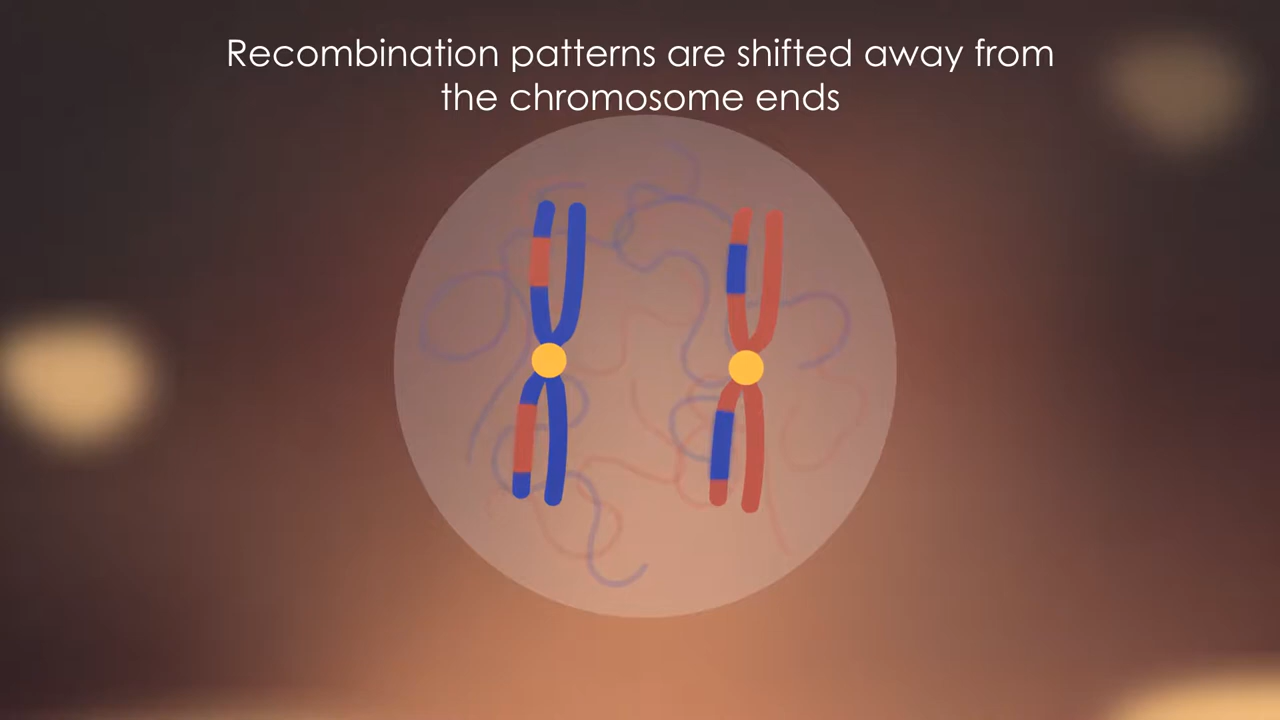 Recombination patterns are shifted away from
the chromosome ends